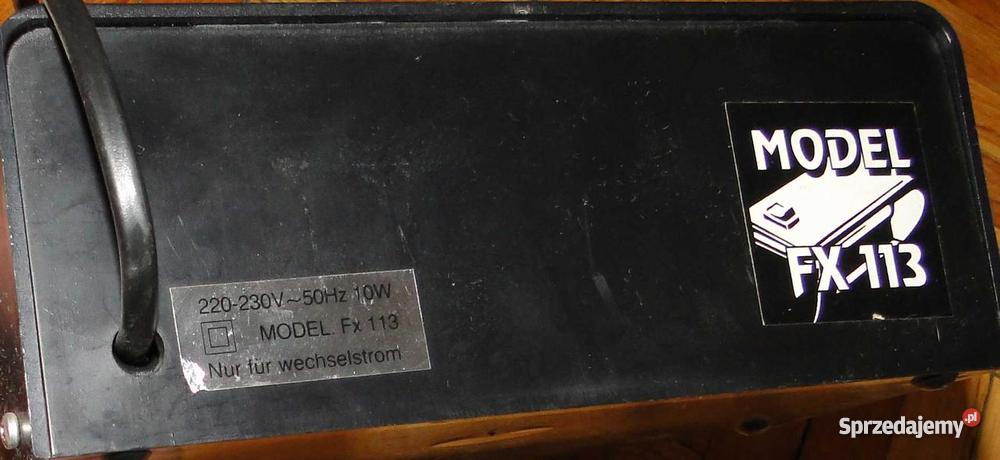 MODEL
FX 113
220-230V~50Hz 10W
MODEL. Fx 113
Nur für wechselstrom
Sprzedajemy.pl